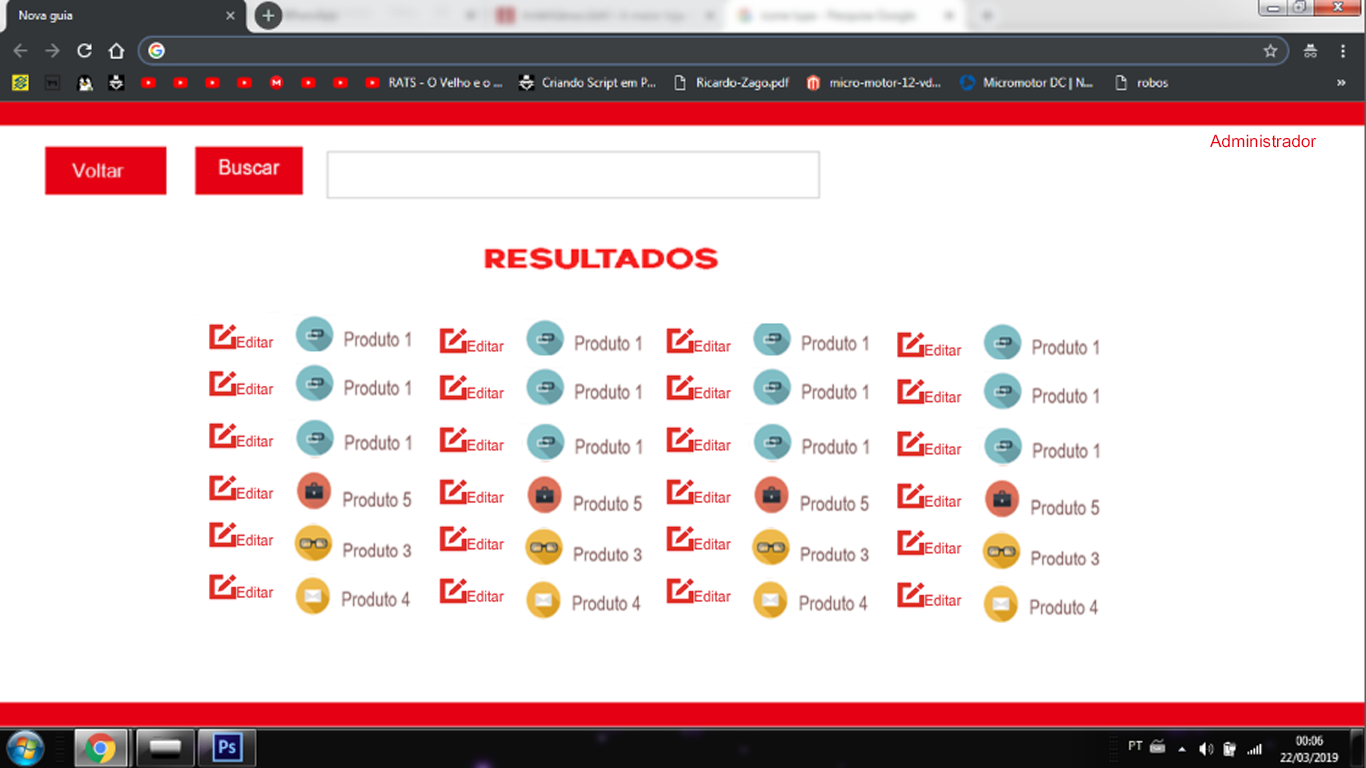 Nova guia
RATS - O Velho e o ... Criando Script em P... Ricardo-Zago.pdf micro-motor-12-vd... Micromotor DC | N... robos »
Administrador
Voltar Buscar
RESULTADOS
Editar Produto 1 Editar Produto 1 Editar Produto 1 Editar Produto 1
Editar Produto 1 Editar Produto 1 Editar Produto 1 Editar Produto 1
Editar Produto 1 Editar Produto 1 Editar Produto 1 Editar Produto 1
Editar Produto 5 Editar Produto 5 Editar Produto 5 Editar Produto 5
Editar Produto 3 Editar Produto 3 Editar Produto 3 Editar Produto 3
Editar Produto 4 Editar Produto 4 Editar Produto 4 Editar Produto 4
Ps PT 00:06
22/03/2019